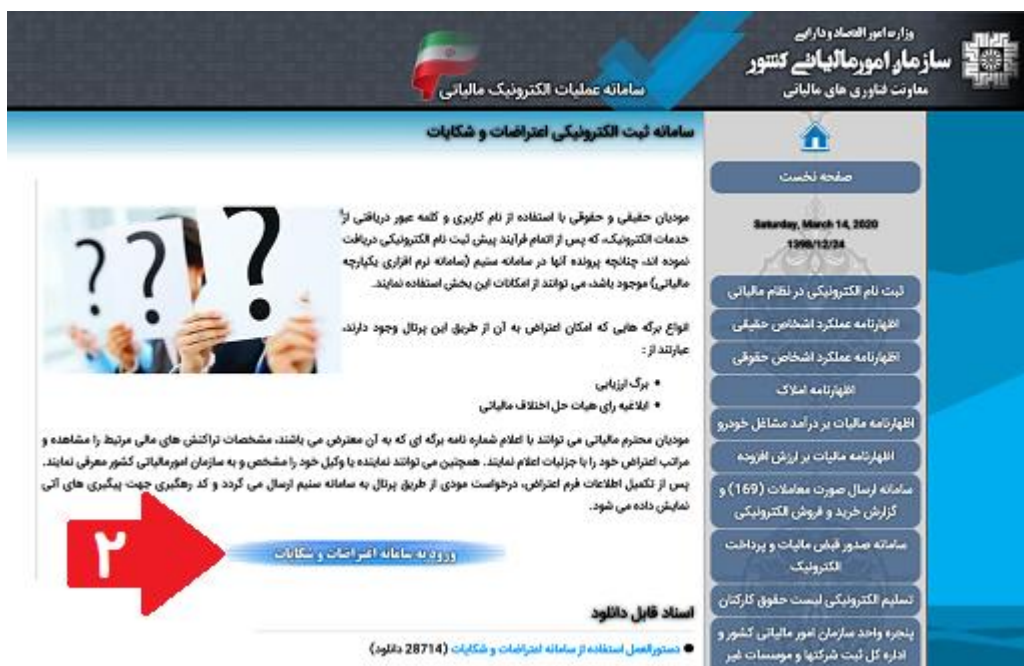 وزارت امور اقتصاد و دارایی
سازمان امور مالیاتی کشور
معاونت فناوری های مالیاتی
سامانه عملیات الکترونیک مالیاتی
سامانه ثبت الکترونیکی اعتراضات و شکایات
صفحه نخست
Saturday, March 14, 2020
1398/12/24
ثبت نام الکترونیکی در نظام مالیاتی
اظهارنامه عملکرد اشخاص حقیقی
اظهارنامه عملکرد اشخاص حقوقی
اظهارنامه املاک
اظهارنامه مالیات بر درآمد مشاغل خودرو
اظهارنامه مالیات بر ارزش افزوده
سامانه ارسال صورت معاملات (169) و
گزارش خرید و فروش الکترونیکی
سامانه صدور قبض مالیات و پرداخت
الکترونیک
تسلیم الکترونیکی لیست حقوق کارکنان
پنجره واحد سازمان امور مالیاتی کشور و
اداره کل ثبت شرکتها و موسسات غیر
مودیان حقیقی و حقوقی با استفاده از نام کاربری و کلمه عبور دریافتی از
خدمات الکترونیک، که پس از اتمام فرآیند پیش ثبت نام الکترونیکی دریافت
نموده اند، چنانچه پرونده آنها در سامانه سنیم (سامانه نرم افزاری یکپارچه
مالیاتی) موجود باشد، می توانند از امکانات این بخش استفاده نمایند.
انواع برگه هایی که امکان اعتراض به آن از طریق این پرتال وجود دارند،
عبارتند از :
• برگ ارزیابی
• ابلاغیه رای هیات حل اختلاف مالیاتی
مودیان محترم مالیاتی می توانند با اعلام شماره نامه برگه ای که به آن معترض می باشند، مشخصات تراکنش های مالی مرتبط را مشاهده و
مراتب اعتراض خود را با جزئیات اعلام نمایند. همچنین می توانند نماینده یا وکیل خود را مشخص و به سازمان امورمالیاتی کشور معرفی نمایند.
پس از تکمیل اطلاعات فرم اعتراض، درخواست مودی از طریق پرتال به سامانه سنیم ارسال می گردد و کد رهگیری جهت پیگیری های آتی
نمایش داده می شود.
۲
ورود به سامانه اعتراضات و شکایات
اسناد قابل دانلود
● دستورالعمل استفاده از سامانه اعتراضات و شکایات (28714 دانلود)
? ? ?